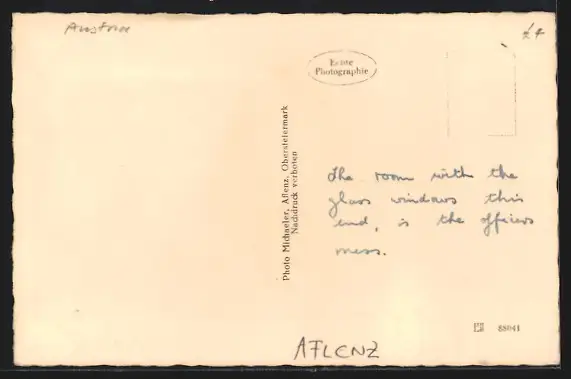 Austria
£4
Echte
Photographie
Photo Michaeler, Aflenz, Obersteiermark
Nachdruck verboten
The room with the
glass windows this
end, is the officers
mess.
88041
AFLENZ